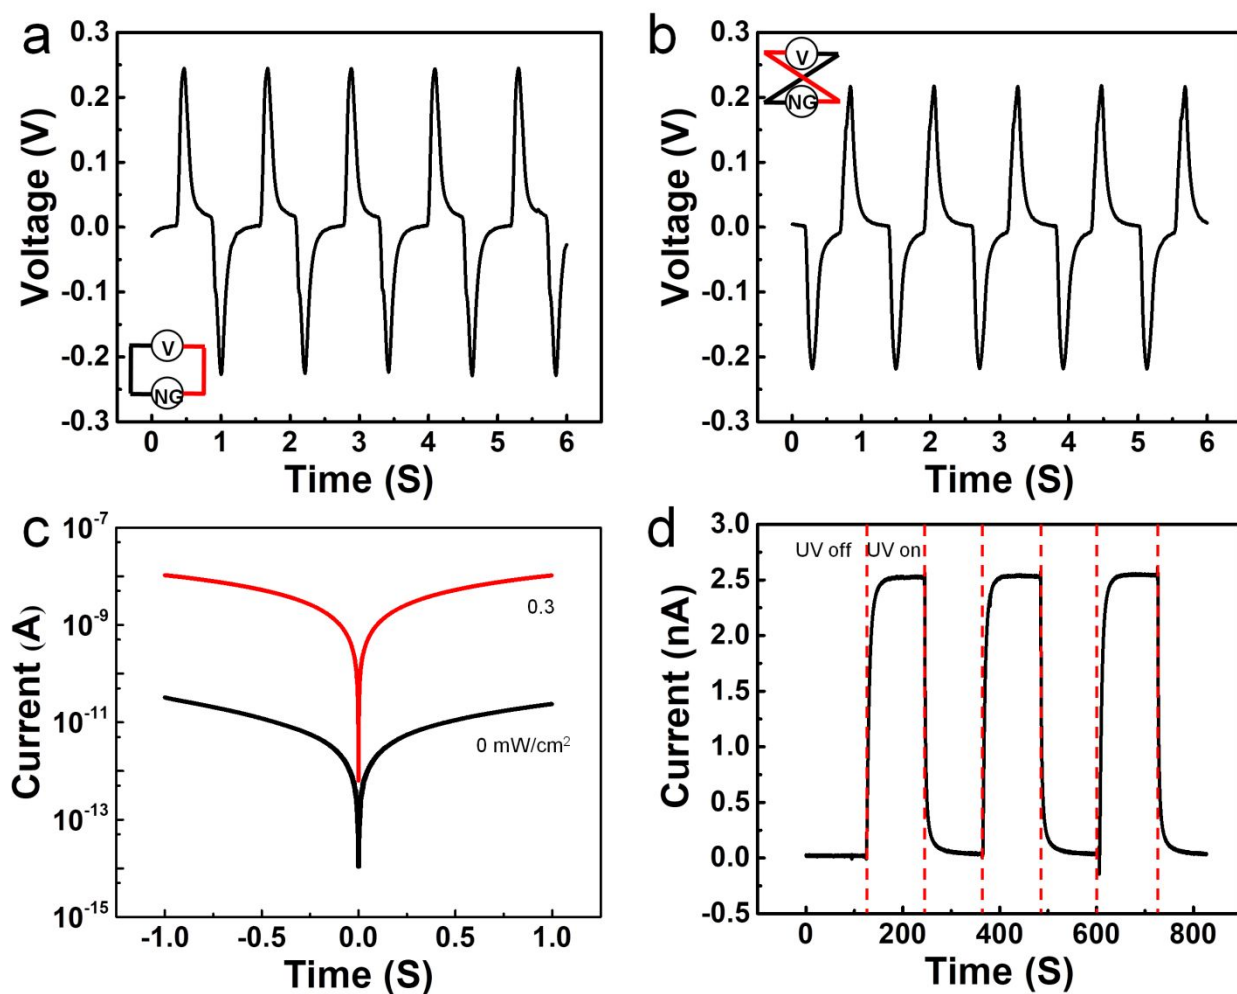 a
0.3
0.2
0.1
0.0
-0.1
-0.2
-0.3
Voltage (V)
V
NG
0 1 2 3 4 5 6
Time (S)
b
0.3
0.2
0.1
0.0
-0.1
-0.2
-0.3
Voltage (V)
V
NG
0 1 2 3 4 5 6
Time (S)
c
10-7
10-9
10-11
10-13
10-15
Current (A)
0.3
0 mW/cm2
-1.0 -0.5 0.0 0.5 1.0
Time (S)
d
3.0
2.5
2.0
1.5
1.0
0.5
0.0
-0.5
Current (nA)
UV off UV on
0 200 400 600 800
Time (S)